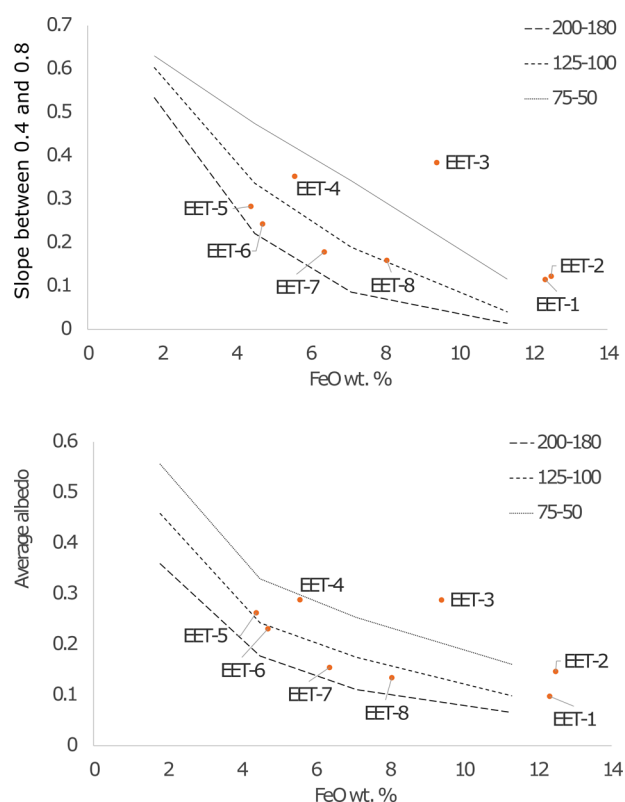 0.7
200-180
0.6
125-100
0.5
75-50
0.4
EET-3
EET-4
0.3
EET-5
0.2
EET-6
EET-2
EET-7
EET-8
0.1
EET-1
0
0 2 4 6 8 10 12 14
FeO wt. %
Slope between 0.4 and 0.8
0.6
200-180
125-100
0.5
75-50
0.4
EET-4
0.3
EET-3
EET-5
0.2
EET-6
EET-2
EET-7
0.1
EET-8
EET-1
0
0 2 4 6 8 10 12 14
FeO wt. %
Average albedo